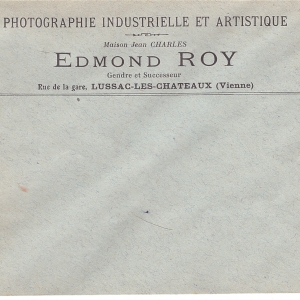 PHOTOGRAPHIE INDUSTRIELLE ET ARTISTIQUE
Maison Jean CHARLES
EDMOND ROY
Gendre et Successeur
Rue de la gare, LUSSAC-LES-CHATEAUX (Vienne)